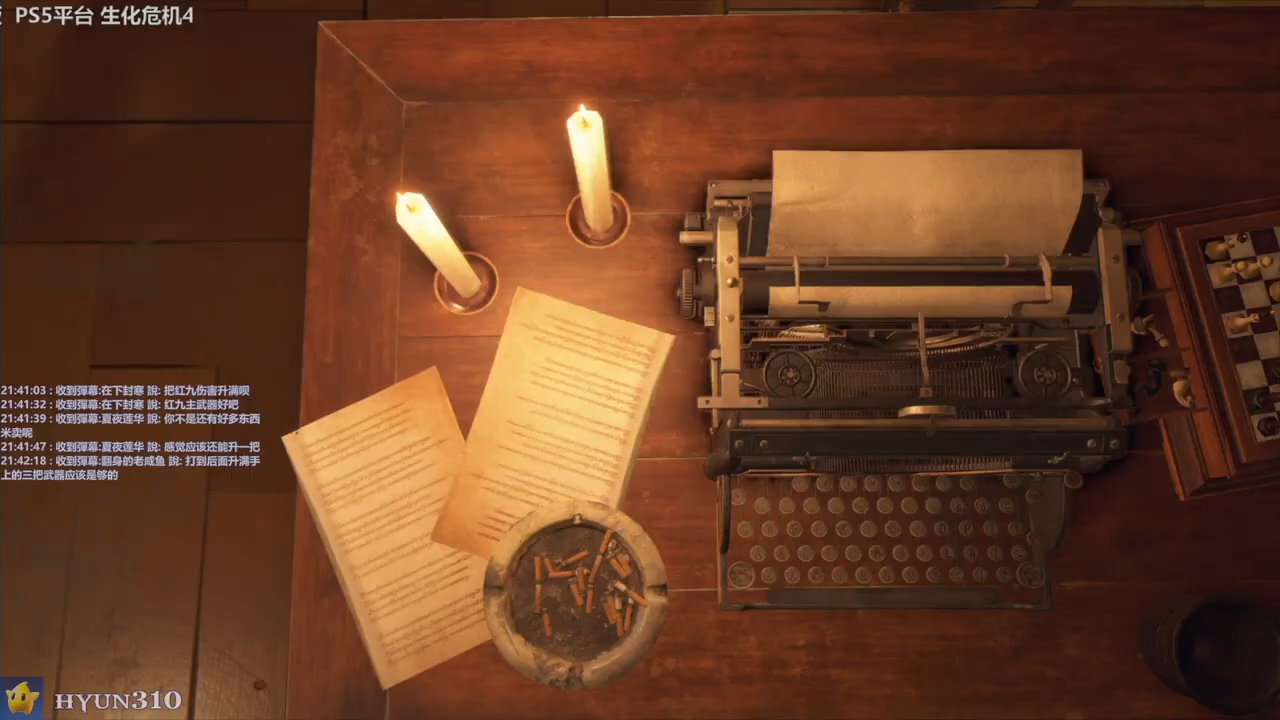 PS5平台 生化危机4
21:41:03：收到彈幕:在下封寒 說: 把红九伤害升满呗
21:41:32：收到彈幕:在下封寒 說: 红九主武器好吧
21:41:39：收到彈幕:夏夜莲华 說: 你不是还有好多东西
米卖呢
21:41:47：收到彈幕:夏夜莲华 說: 感觉应该还能升一把
21:42:18：收到彈幕:翻身的老咸鱼 說: 打到后面升满手
上的三把武器应该是够的
HYUN310